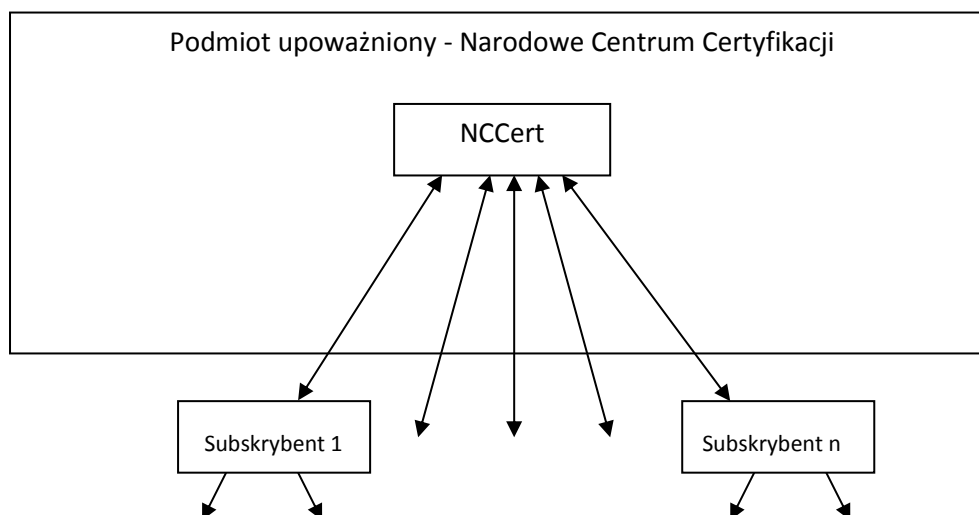 Podmiot upoważniony - Narodowe Centrum Certyfikacji
NCCert
Subskrybent 1
Subskrybent n